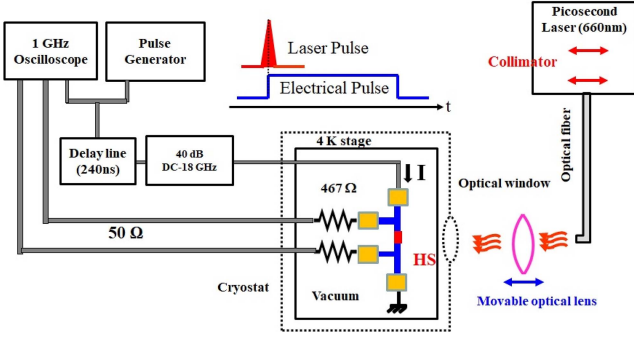 1 GHz
Oscilloscope
Pulse
Generator
Laser Pulse
Electrical Pulse
t
Picosecond
Laser (660nm)
Collimator
Optical fiber
Delay line
(240ns)
40 dB
DC-18 GHz
4 K stage
I
Optical window
467 Ω
50 Ω
HS
Cryostat
Vacuum
Movable optical lens